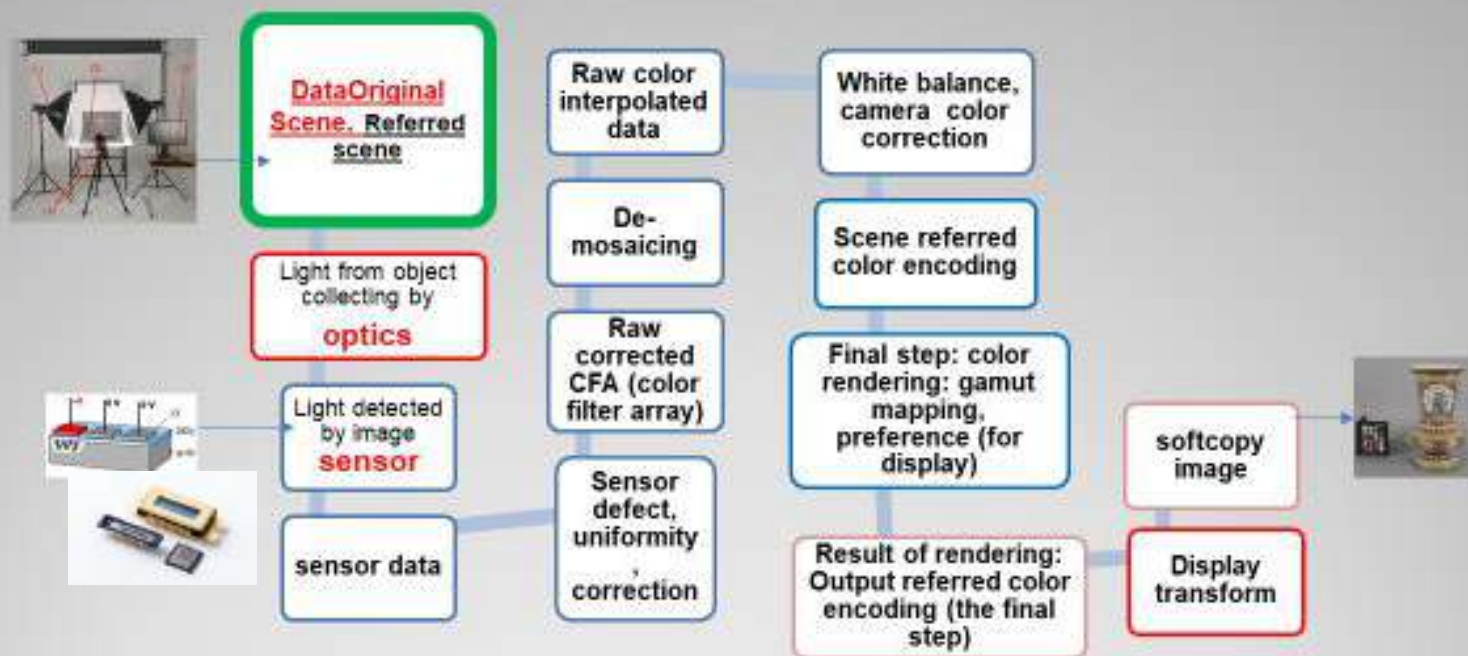 DataOriginal
Scene. Referred
scene
Light from object
collecting by
optics
Light detected
by image
sensor
sensor data
Sensor
defect,
uniformity
,
correction
Raw
corrected
CFA (color
filter array)
De-
mosaicing
Raw color
interpolated
data
White balance,
camera color
correction
Scene referred
color encoding
Final step: color
rendering: gamut
mapping,
preference (for
display)
Result of rendering:
Output referred color
encoding (the final
step)
Display
transform
softcopy
image